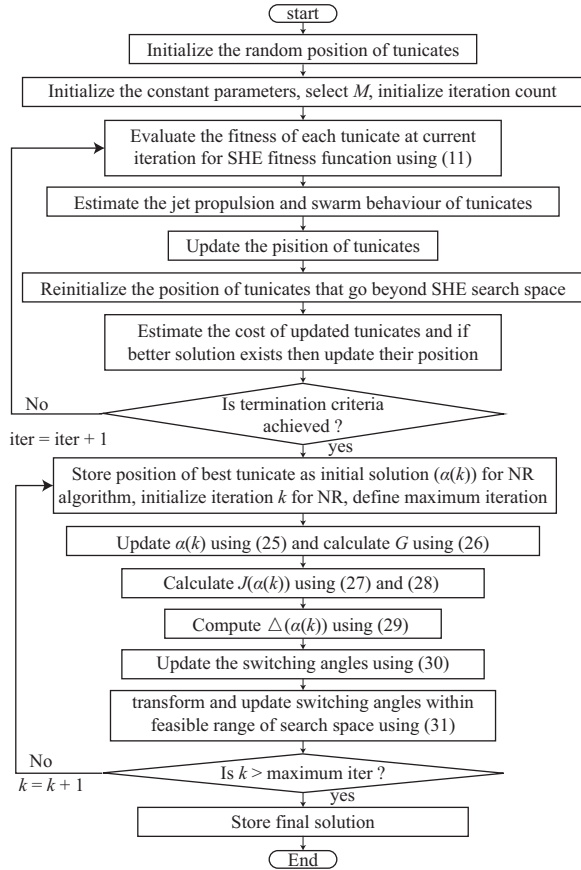 start
Initialize the random position of tunicates
Initialize the constant parameters, select M, initialize iteration count
Evaluate the fitness of each tunicate at current
iteration for SHE fitness funcation using (11)
Estimate the jet propulsion and swarm behaviour of tunicates
Update the pisition of tunicates
Reinitialize the position of tunicates that go beyond SHE search space
Estimate the cost of updated tunicates and if
better solution exists then update their position
No
Is termination criteria
achieved ?
iter = iter + 1
yes
Store position of best tunicate as initial solution (α(k)) for NR
algorithm, initialize iteration k for NR, define maximum iteration
Update α(k) using (25) and calculate G using (26)
Calculate J(α(k)) using (27) and (28)
Compute △(α(k)) using (29)
Update the switching angles using (30)
transform and update switching angles within
feasible range of search space using (31)
No
Is k > maximum iter ?
k = k + 1
yes
Store final solution
End